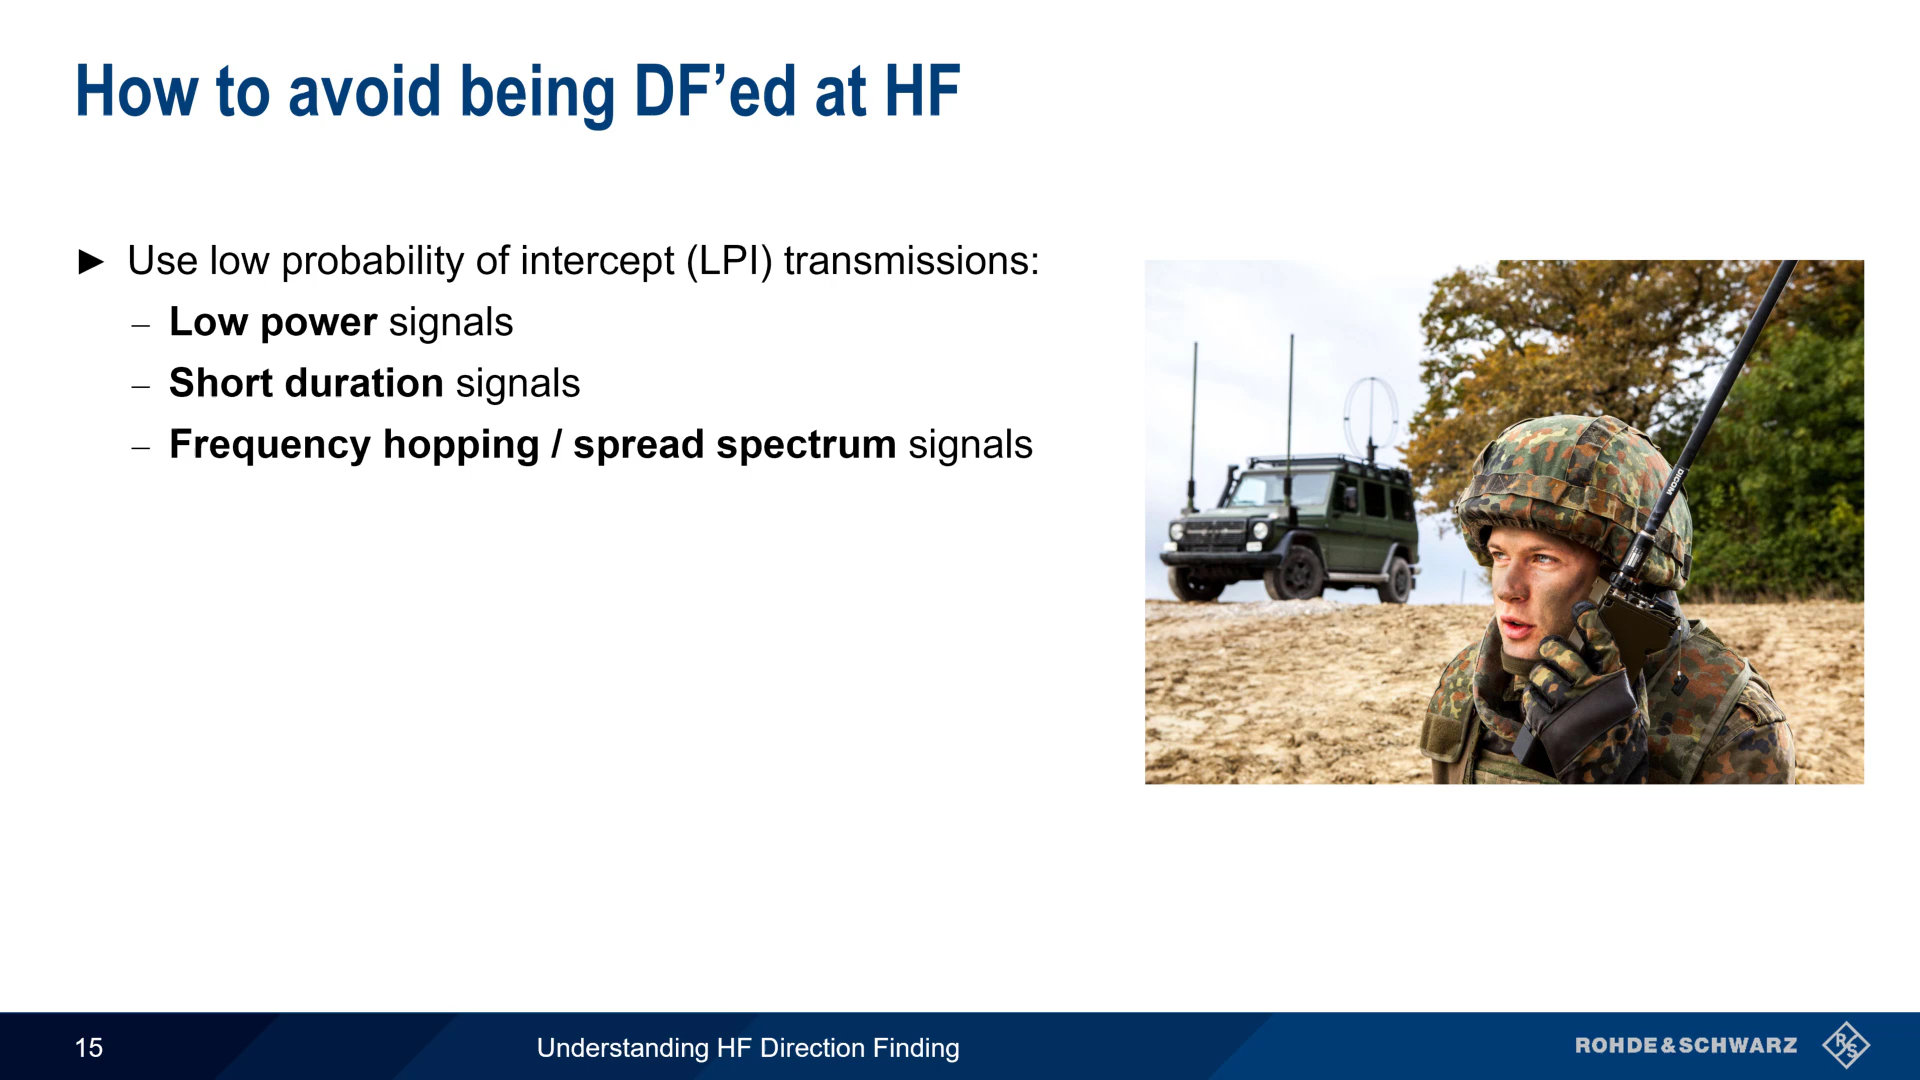 How to avoid being DF’ed at HF
► Use low probability of intercept (LPI) transmissions:
– Low power signals
– Short duration signals
– Frequency hopping / spread spectrum signals
DICOM
15
Understanding HF Direction Finding
ROHDE & SCHWARZ
R S